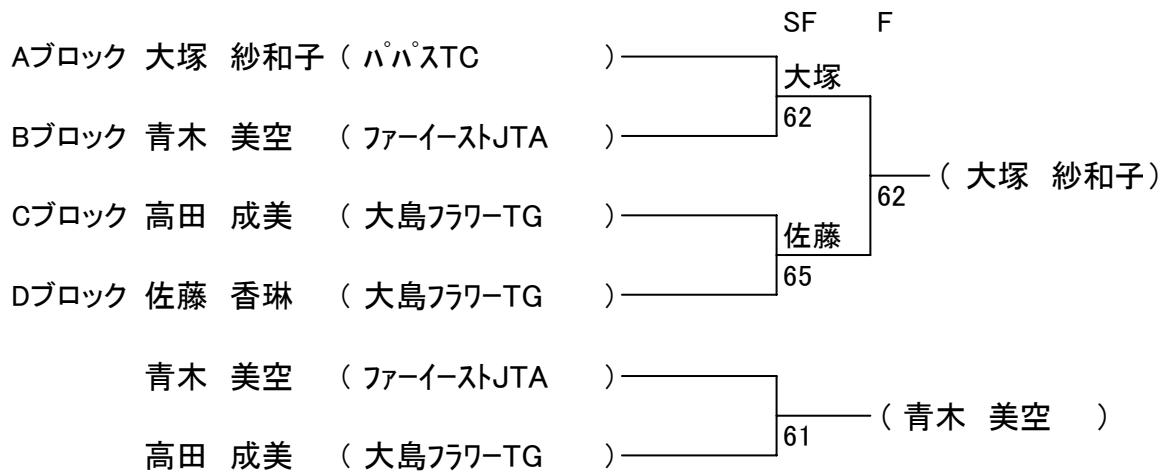 SF F
Aブロック 大塚 紗和子 ( パパスTC )
大塚
62
Bブロック 青木 美空 ( ファーイーストJTA )
( 大塚 紗和子)
62
Cブロック 高田 成美 ( 大島フラワーTG )
佐藤
65
Dブロック 佐藤 香琳 ( 大島フラワーTG )
青木 美空 ( ファーイーストJTA )
( 青木 美空 )
61
高田 成美 ( 大島フラワーTG )